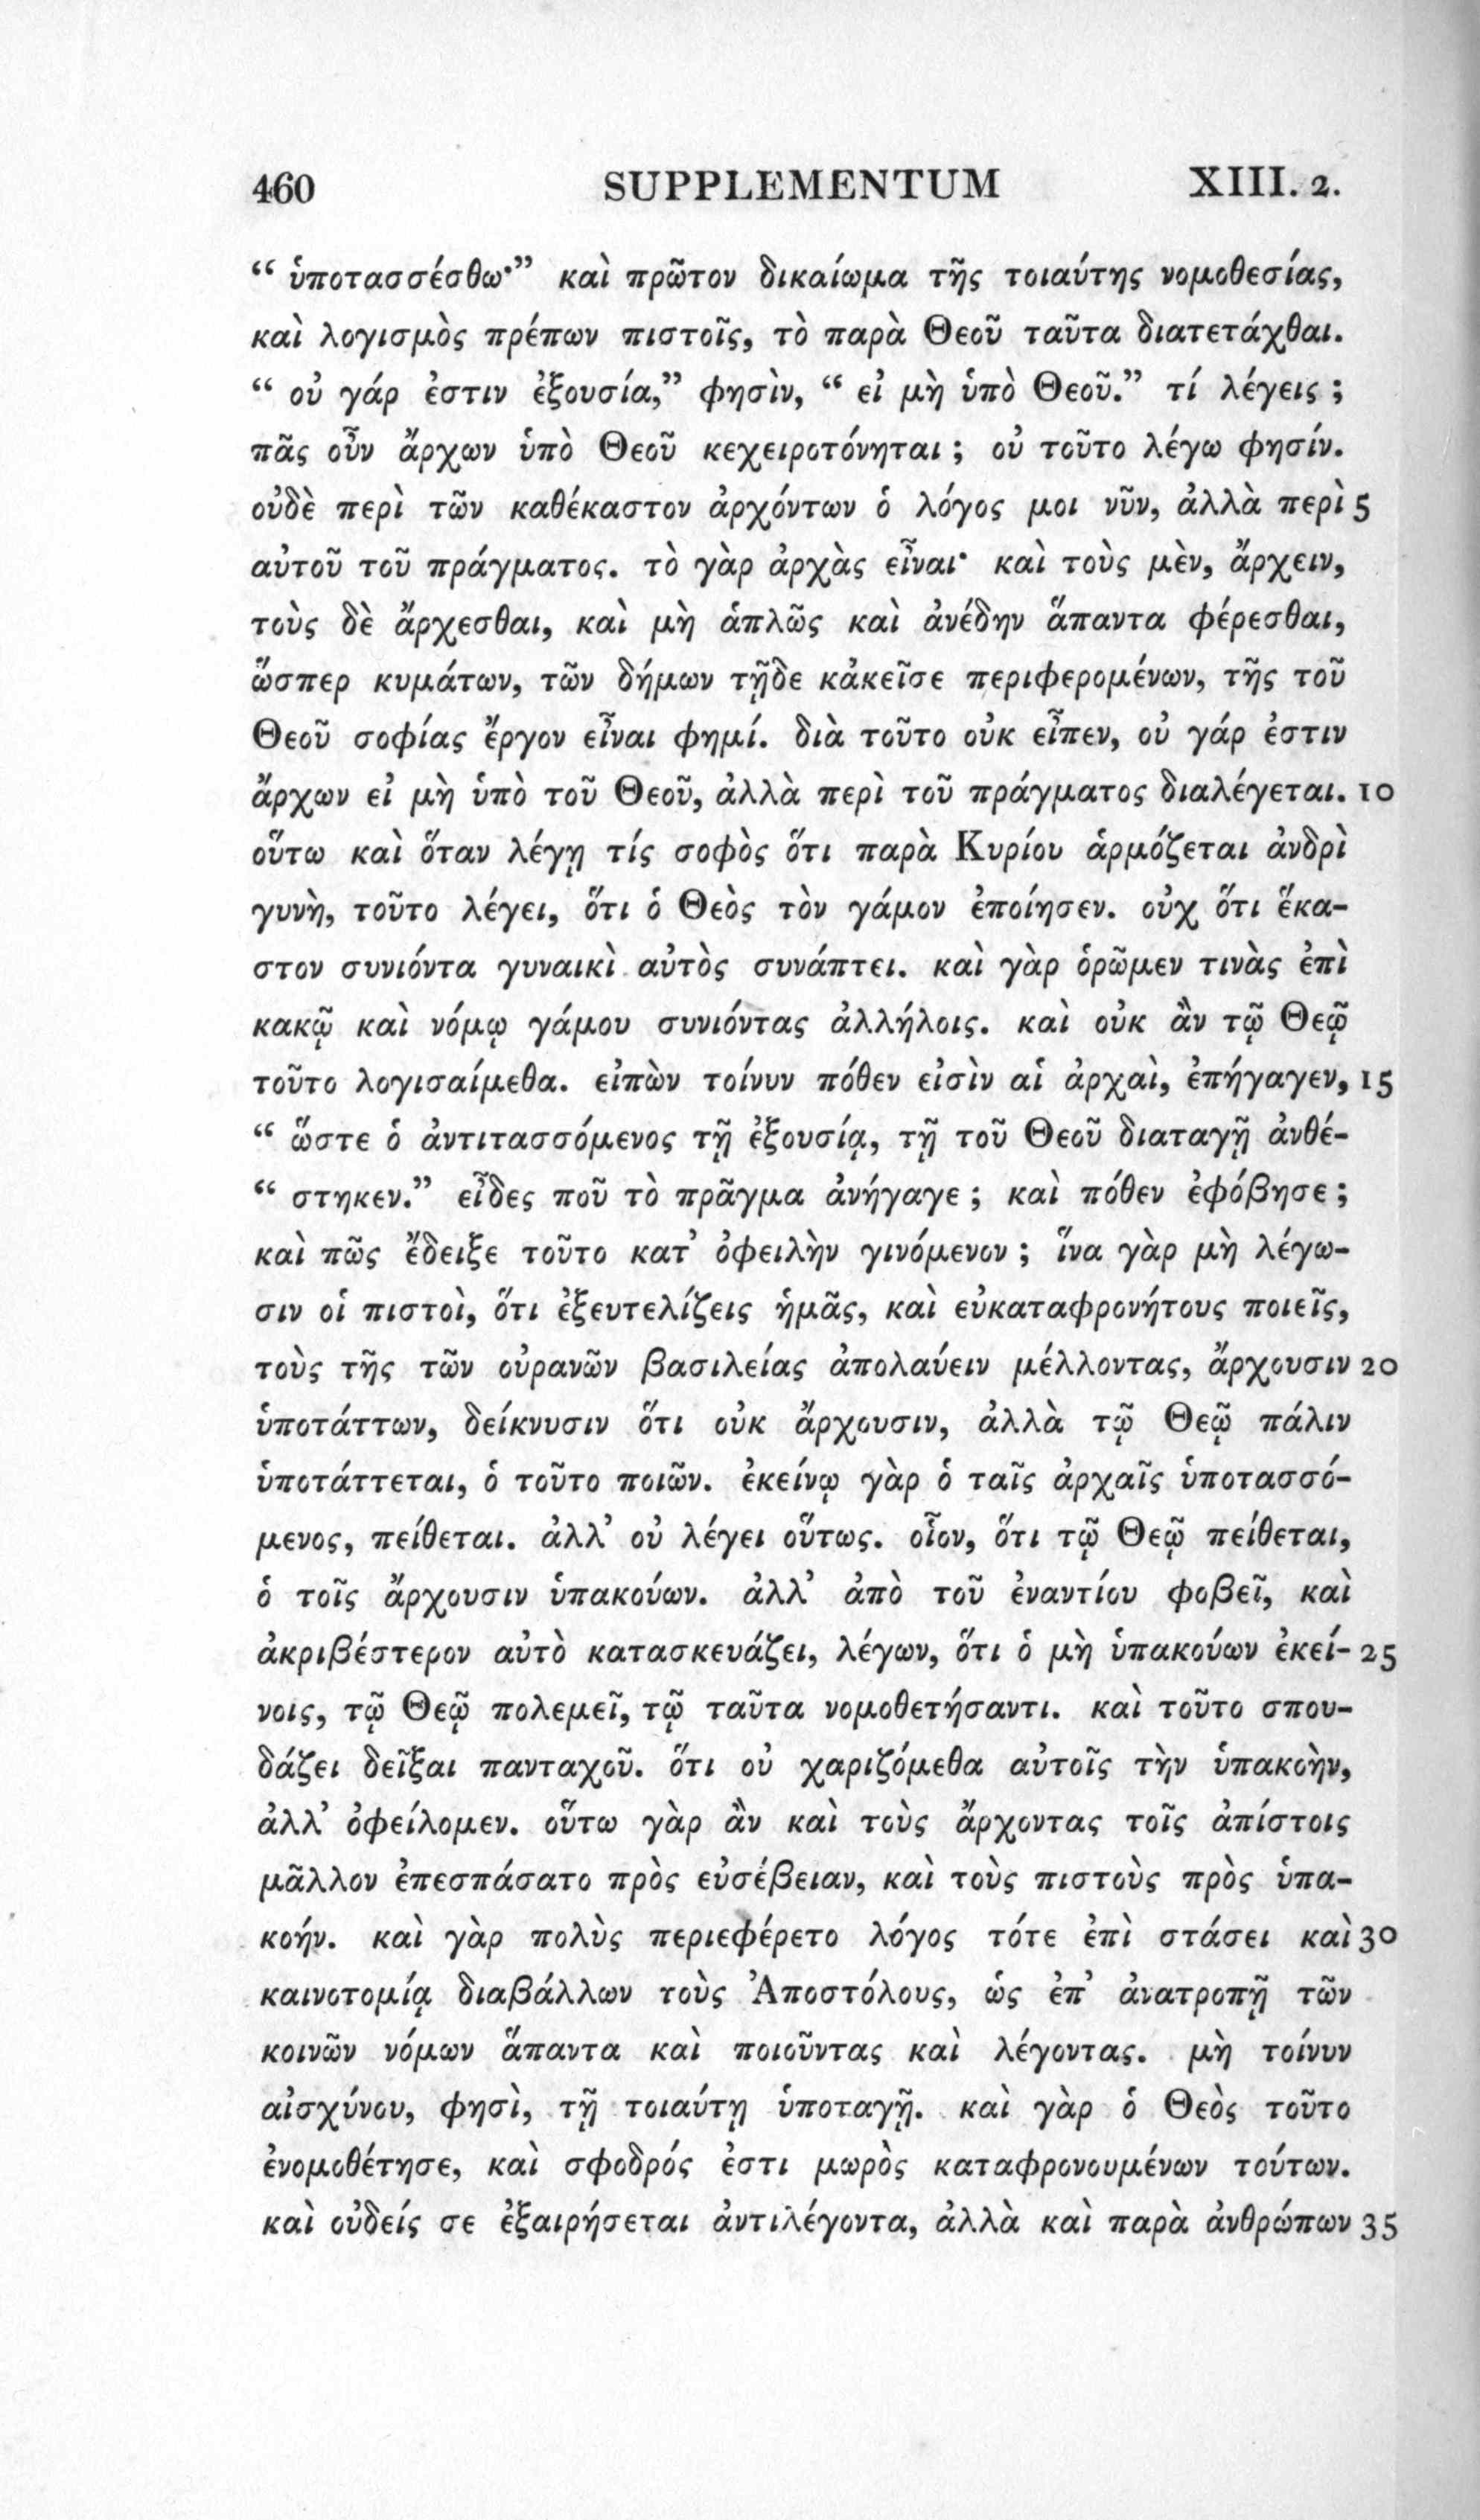 460 SUPPLEMENTUM XIII. 2.
“ ὑποτασσέσθω·” καὶ πρῶτον δικαίωμα τῆς τοιαύτης νομοθεσίας,
καὶ λογισμὸς πρέπων πιστοῖς, τὸ παρὰ Θεοῦ ταῦτα διατετάχθαι.
“ οὐ γάρ ἐστιν ἐξουσία,” φησὶν, “ εἰ μὴ ὑπὸ Θεοῦ.” τί λέγεις ;
πᾶς οὖν ἄρχων ὑπὸ Θεοῦ κεχειροτόνηται ; οὐ τοῦτο λέγω φησίν.
οὐδὲ περὶ τῶν καθέκαστον ἀρχόντων ὁ λόγος μοι νῦν, ἀλλὰ περὶ 5
αὐτοῦ τοῦ πράγματος. τὸ γὰρ ἀρχὰς εἶναι· καὶ τοὺς μὲν, ἄρχειν,
τοὺς δὲ ἄρχεσθαι, καὶ μὴ ἁπλῶς καὶ ἀνέδην ἅπαντα φέρεσθαι,
ὥσπερ κυμάτων, τῶν δήμων τῇδε κἀκεῖσε περιφερομένων, τῆς τοῦ
Θεοῦ σοφίας ἔργον εἶναι φημί. διὰ τοῦτο οὐκ εἶπεν, οὐ γάρ ἐστιν
ἄρχων εἰ μὴ ὑπὸ τοῦ Θεοῦ, ἀλλὰ περὶ τοῦ πράγματος διαλέγεται. 10
οὕτω καὶ ὅταν λέγῃ τίς σοφὸς ὅτι παρὰ Κυρίου ἁρμόζεται ἀνδρὶ
γυνὴ, τοῦτο λέγει, ὅτι ὁ Θεὸς τὸν γάμον ἐποίησεν. οὐχ ὅτι ἕκα-
στον συνιόντα γυναικὶ αὐτὸς συνάπτει. καὶ γὰρ ὁρῶμεν τινὰς ἐπὶ
κακῷ καὶ νόμῳ γάμου συνιόντας ἀλλήλοις. καὶ οὐκ ἂν τῷ Θεῷ
τοῦτο λογισαίμεθα. εἰπὼν τοίνυν πόθεν εἰσὶν αἱ ἀρχαὶ, ἐπήγαγεν, 15
“ ὥστε ὁ ἀντιτασσόμενος τῇ ἐξουσίᾳ, τῇ τοῦ Θεοῦ διαταγῇ ἀνθέ-
“ στηκεν.” εἶδες ποῦ τὸ πρᾶγμα ἀνήγαγε ; καὶ πόθεν ἐφόβησε ;
καὶ πῶς ἔδειξε τοῦτο κατ’ ὀφειλὴν γινόμενον ; ἵνα γὰρ μὴ λέγω-
σιν οἱ πιστοὶ, ὅτι ἐξευτελίζεις ἡμᾶς, καὶ εὐκαταφρονήτους ποιεῖς,
τοὺς τῆς τῶν οὐρανῶν βασιλείας ἀπολαύειν μέλλοντας, ἄρχουσιν 20
ὑποτάττων, δείκνυσιν ὅτι οὐκ ἄρχουσιν, ἀλλὰ τῷ Θεῷ πάλιν
ὑποτάττεται, ὁ τοῦτο ποιῶν. ἐκείνῳ γὰρ ὁ ταῖς ἀρχαῖς ὑποτασσό-
μενος, πείθεται. ἀλλ’ οὐ λέγει οὕτως. οἷον, ὅτι τῷ Θεῷ πείθεται,
ὁ τοῖς ἄρχουσιν ὑπακούων. ἀλλ’ ἀπὸ τοῦ ἐναντίου φοβεῖ, καὶ
ἀκριβέστερον αὐτὸ κατασκευάζει, λέγων, ὅτι ὁ μὴ ὑπακούων ἐκεί- 25
νοις, τῷ Θεῷ πολεμεῖ, τῷ ταῦτα νομοθετήσαντι. καὶ τοῦτο σπου-
δάζει δεῖξαι πανταχοῦ. ὅτι οὐ χαριζόμεθα αὐτοῖς τὴν ὑπακοὴν,
ἀλλ’ ὀφείλομεν. οὕτω γὰρ ἂν καὶ τοὺς ἄρχοντας τοῖς ἀπίστοις
μᾶλλον ἐπεσπάσατο πρὸς εὐσέβειαν, καὶ τοὺς πιστοὺς πρὸς ὑπα-
κοήν. καὶ γὰρ πολὺς περιεφέρετο λόγος τότε ἐπὶ στάσει καὶ 30
καινοτομίᾳ διαβάλλων τοὺς Ἀποστόλους, ὡς ἐπ’ ἀνατροπῇ τῶν
κοινῶν νόμων ἅπαντα καὶ ποιοῦντας καὶ λέγοντας. μὴ τοίνυν
αἰσχύνου, φησὶ, τῇ τοιαύτῃ ὑποταγῇ. καὶ γὰρ ὁ Θεὸς τοῦτο
ἐνομοθέτησε, καὶ σφοδρός ἐστι μωρὸς καταφρονουμένων τούτων.
καὶ οὐδείς σε ἐξαιρήσεται ἀντιλέγοντα, ἀλλὰ καὶ παρὰ ἀνθρώπων 35